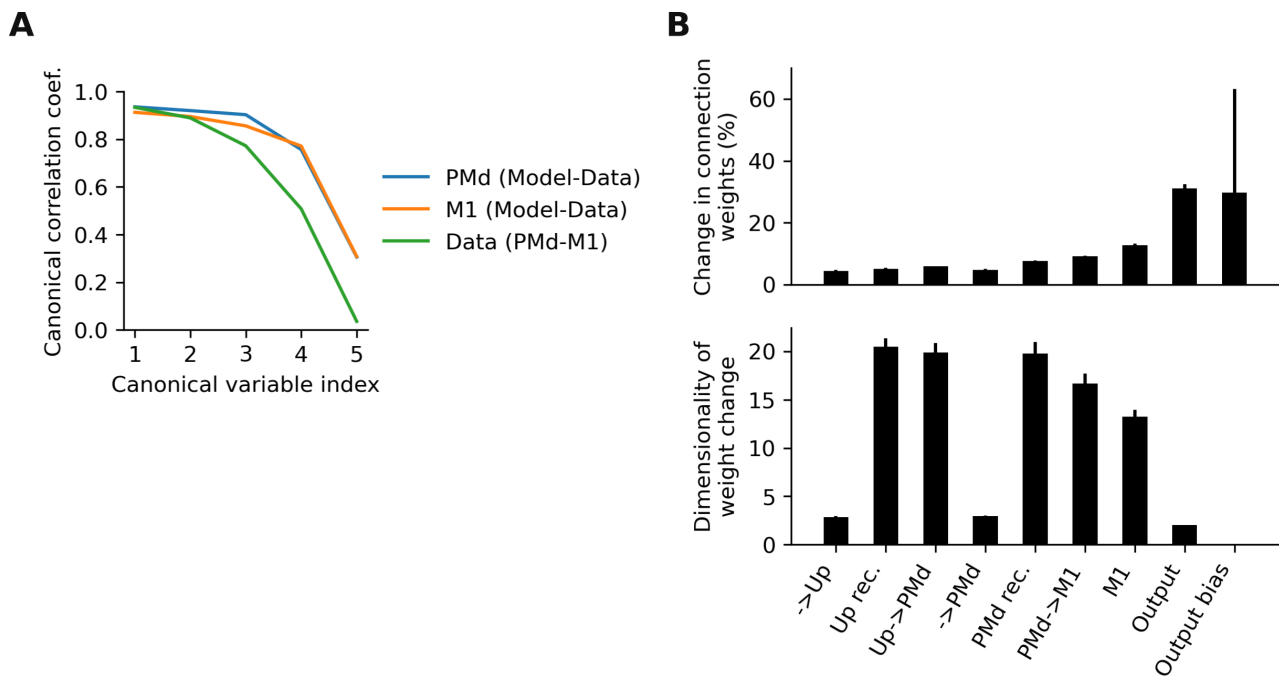 A
Canonical correlation coef.
1.0
0.8
0.6
0.4
0.2
0.0
1 2 3 4 5
Canonical variable index
PMd (Model-Data)
M1 (Model-Data)
Data (PMd-M1)
B
Change in connection
weights (%)
60
40
20
0
Dimensionality of
weight change
20
15
10
5
0
->Up
Up rec.
Up->PMd
->PMd
PMd rec.
PMd->M1
M1
Output
Output bias